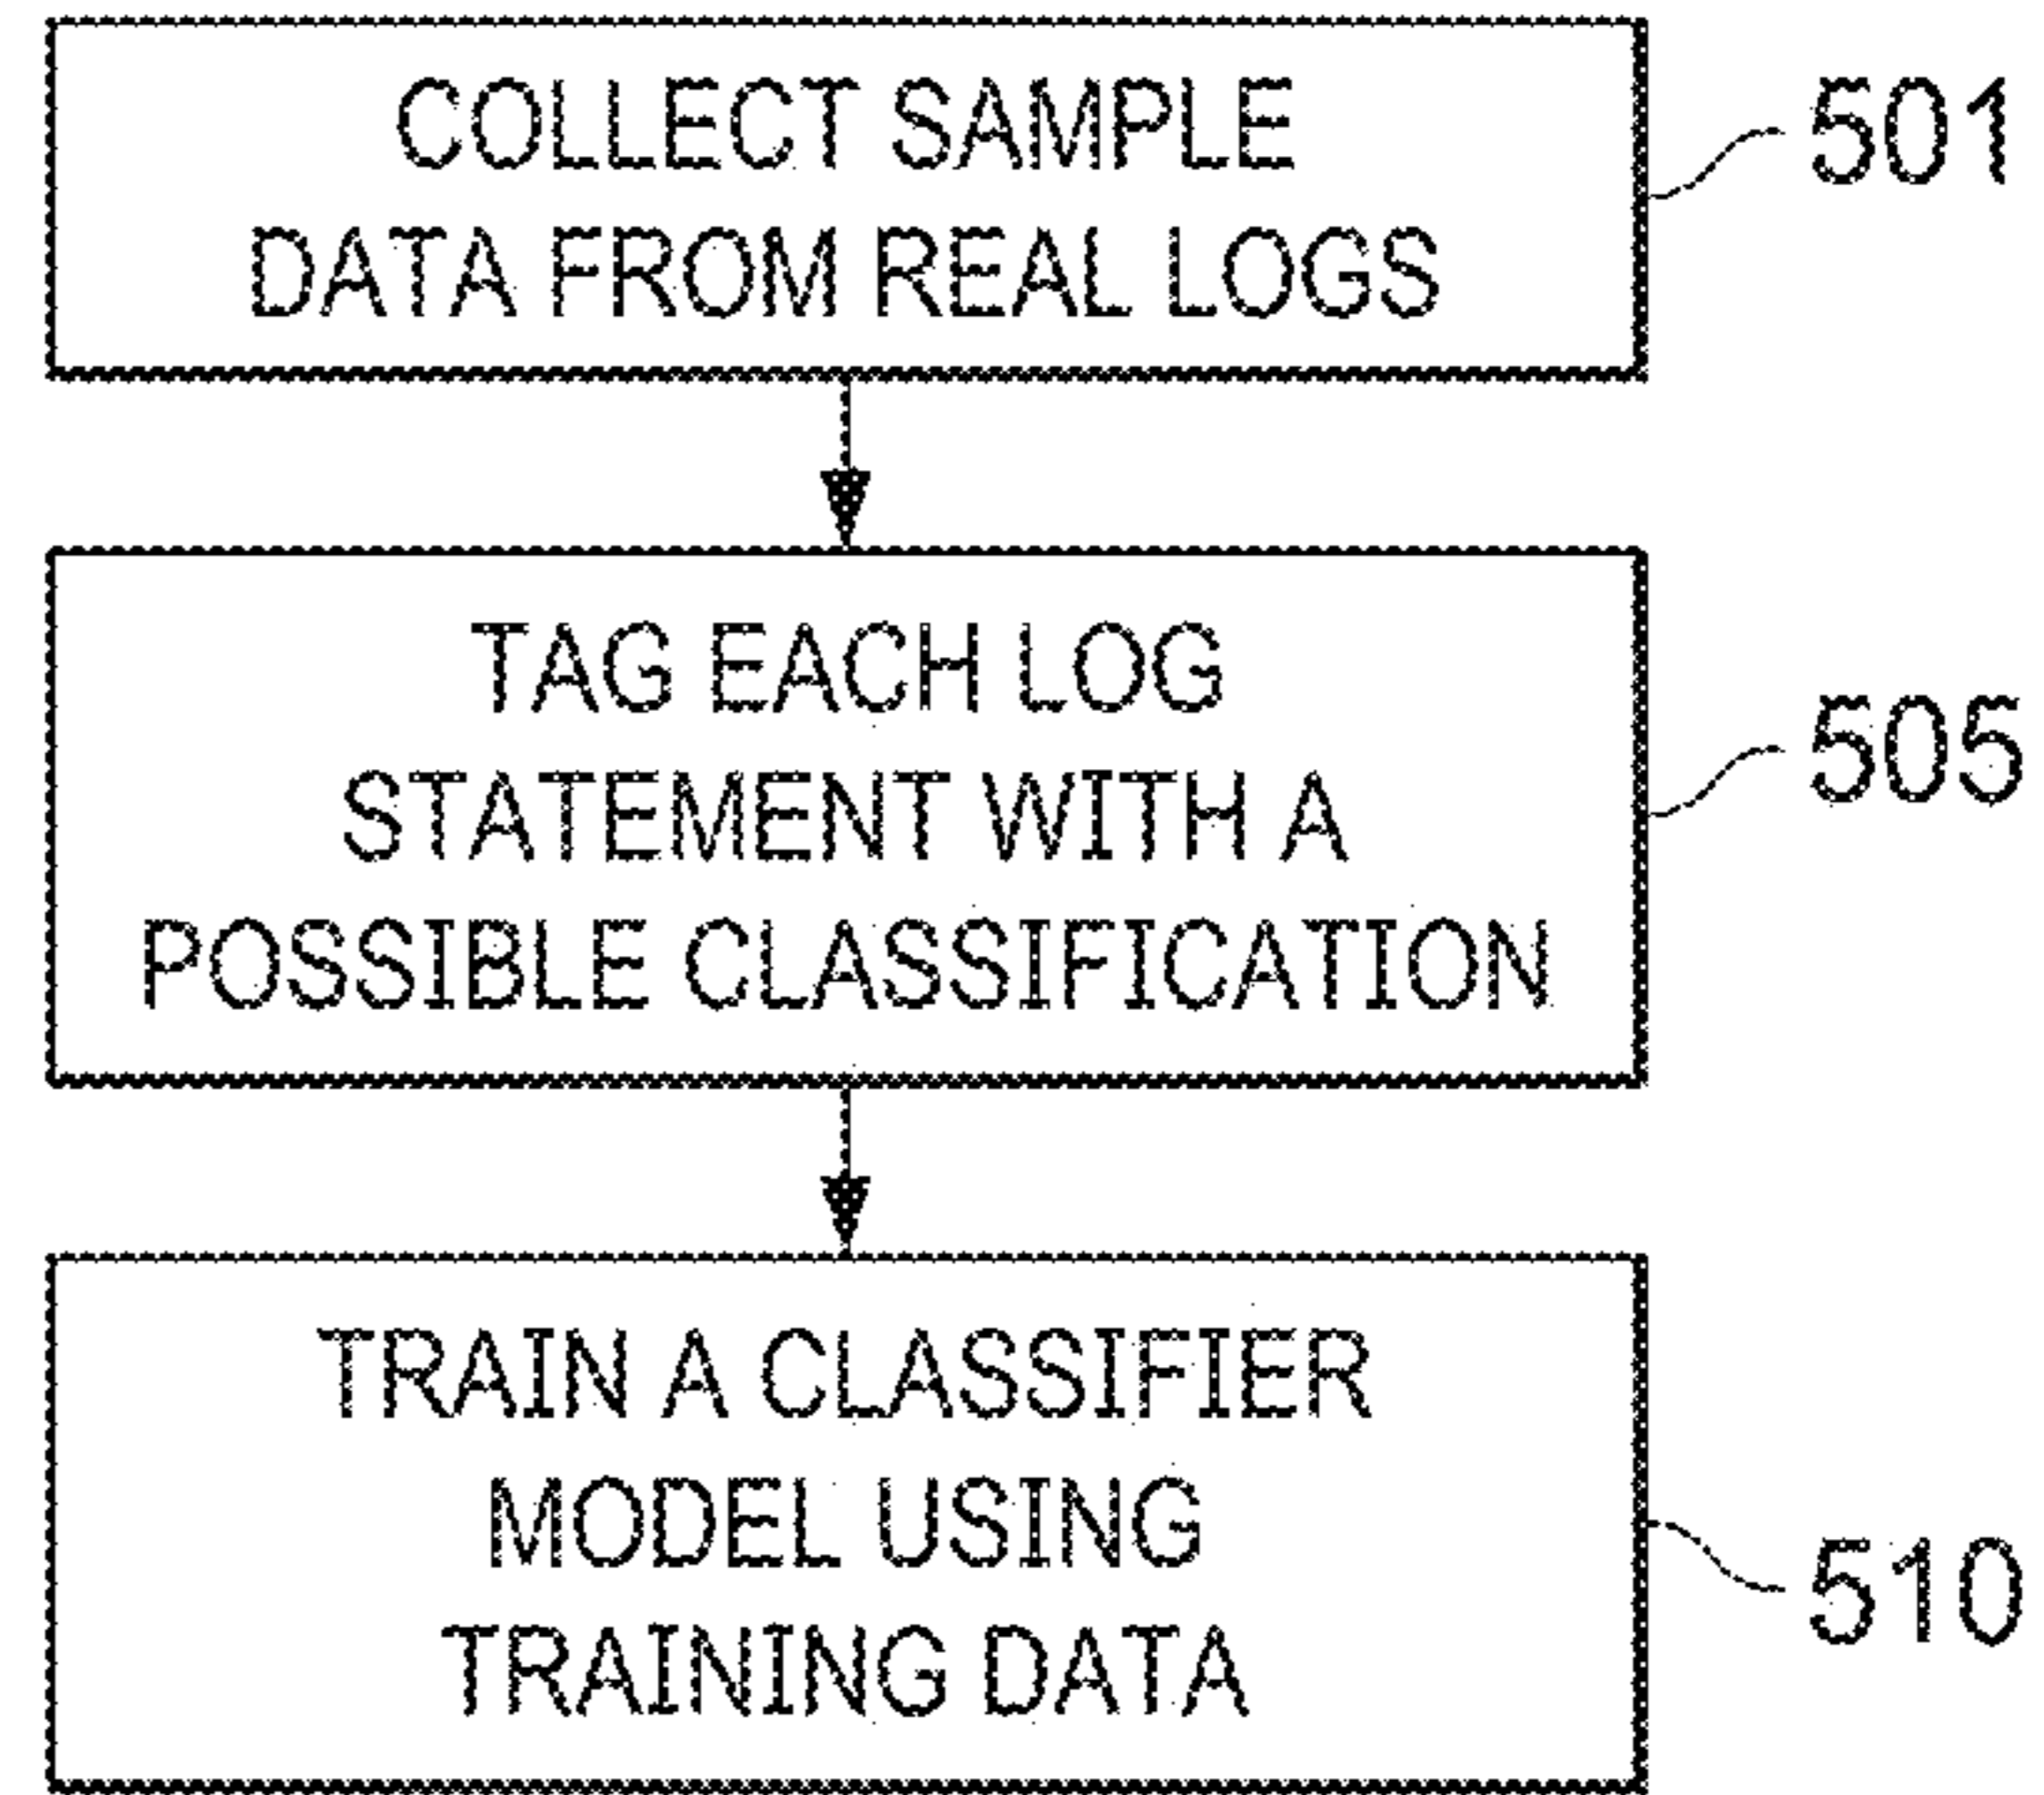 COLLECT SAMPLE
DATA FROM REAL LOGS
501
TAG EACH LOG
STATEMENT WITH A
POSSIBLE CLASSIFICATION
505
TRAIN A CLASSIFIER
MODEL USING
TRAINING DATA
510